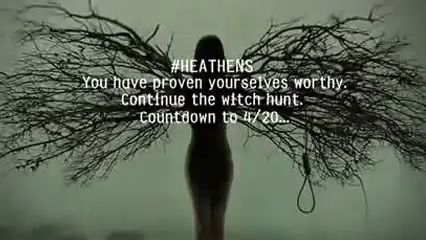 #HEATHENS
You have proven yourselves worthy.
Continue the witch hunt.
Countdown to 4/20...